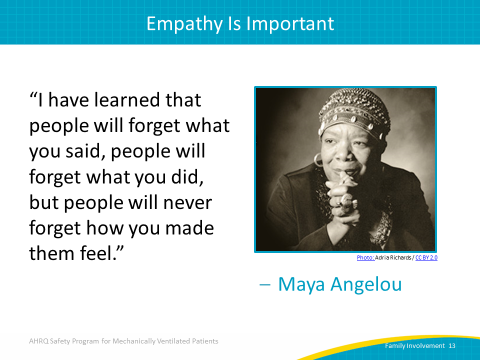 Empathy Is Important
“I have learned that
people will forget what
you said, people will
forget what you did,
but people will never
forget how you made
them feel.”
Photo: Adria Richards / CC BY 2.0
– Maya Angelou
AHRQ Safety Program for Mechanically Ventilated Patients
Family Involvement 13